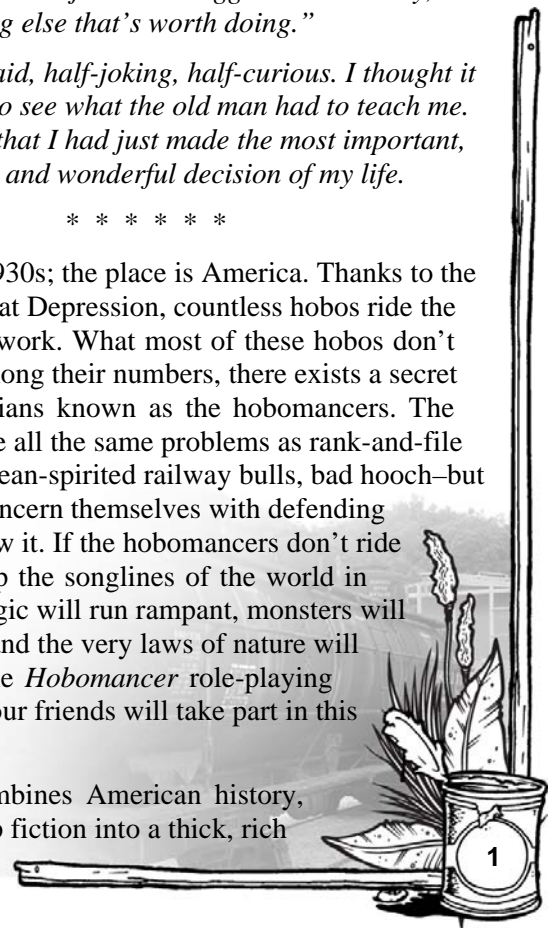 else that's worth doing."
aid, half-joking, half-curious. I thought it
o see what the old man had to teach me.
that I had just made the most important,
and wonderful decision of my life.
* * * * * *
930s; the place is America. Thanks to the
at Depression, countless hobos ride the
work. What most of these hobos don't
ong their numbers, there exists a secret
ians known as the hobomancers. The
e all the same problems as rank-and-file
ean-spirited railway bulls, bad hooch–but
ncern themselves with defending
w it. If the hobomancers don't ride
p the songlines of the world in
gic will run rampant, monsters will
and the very laws of nature will
e Hobomancer role-playing
our friends will take part in this
mbines American history,
o fiction into a thick, rich
1